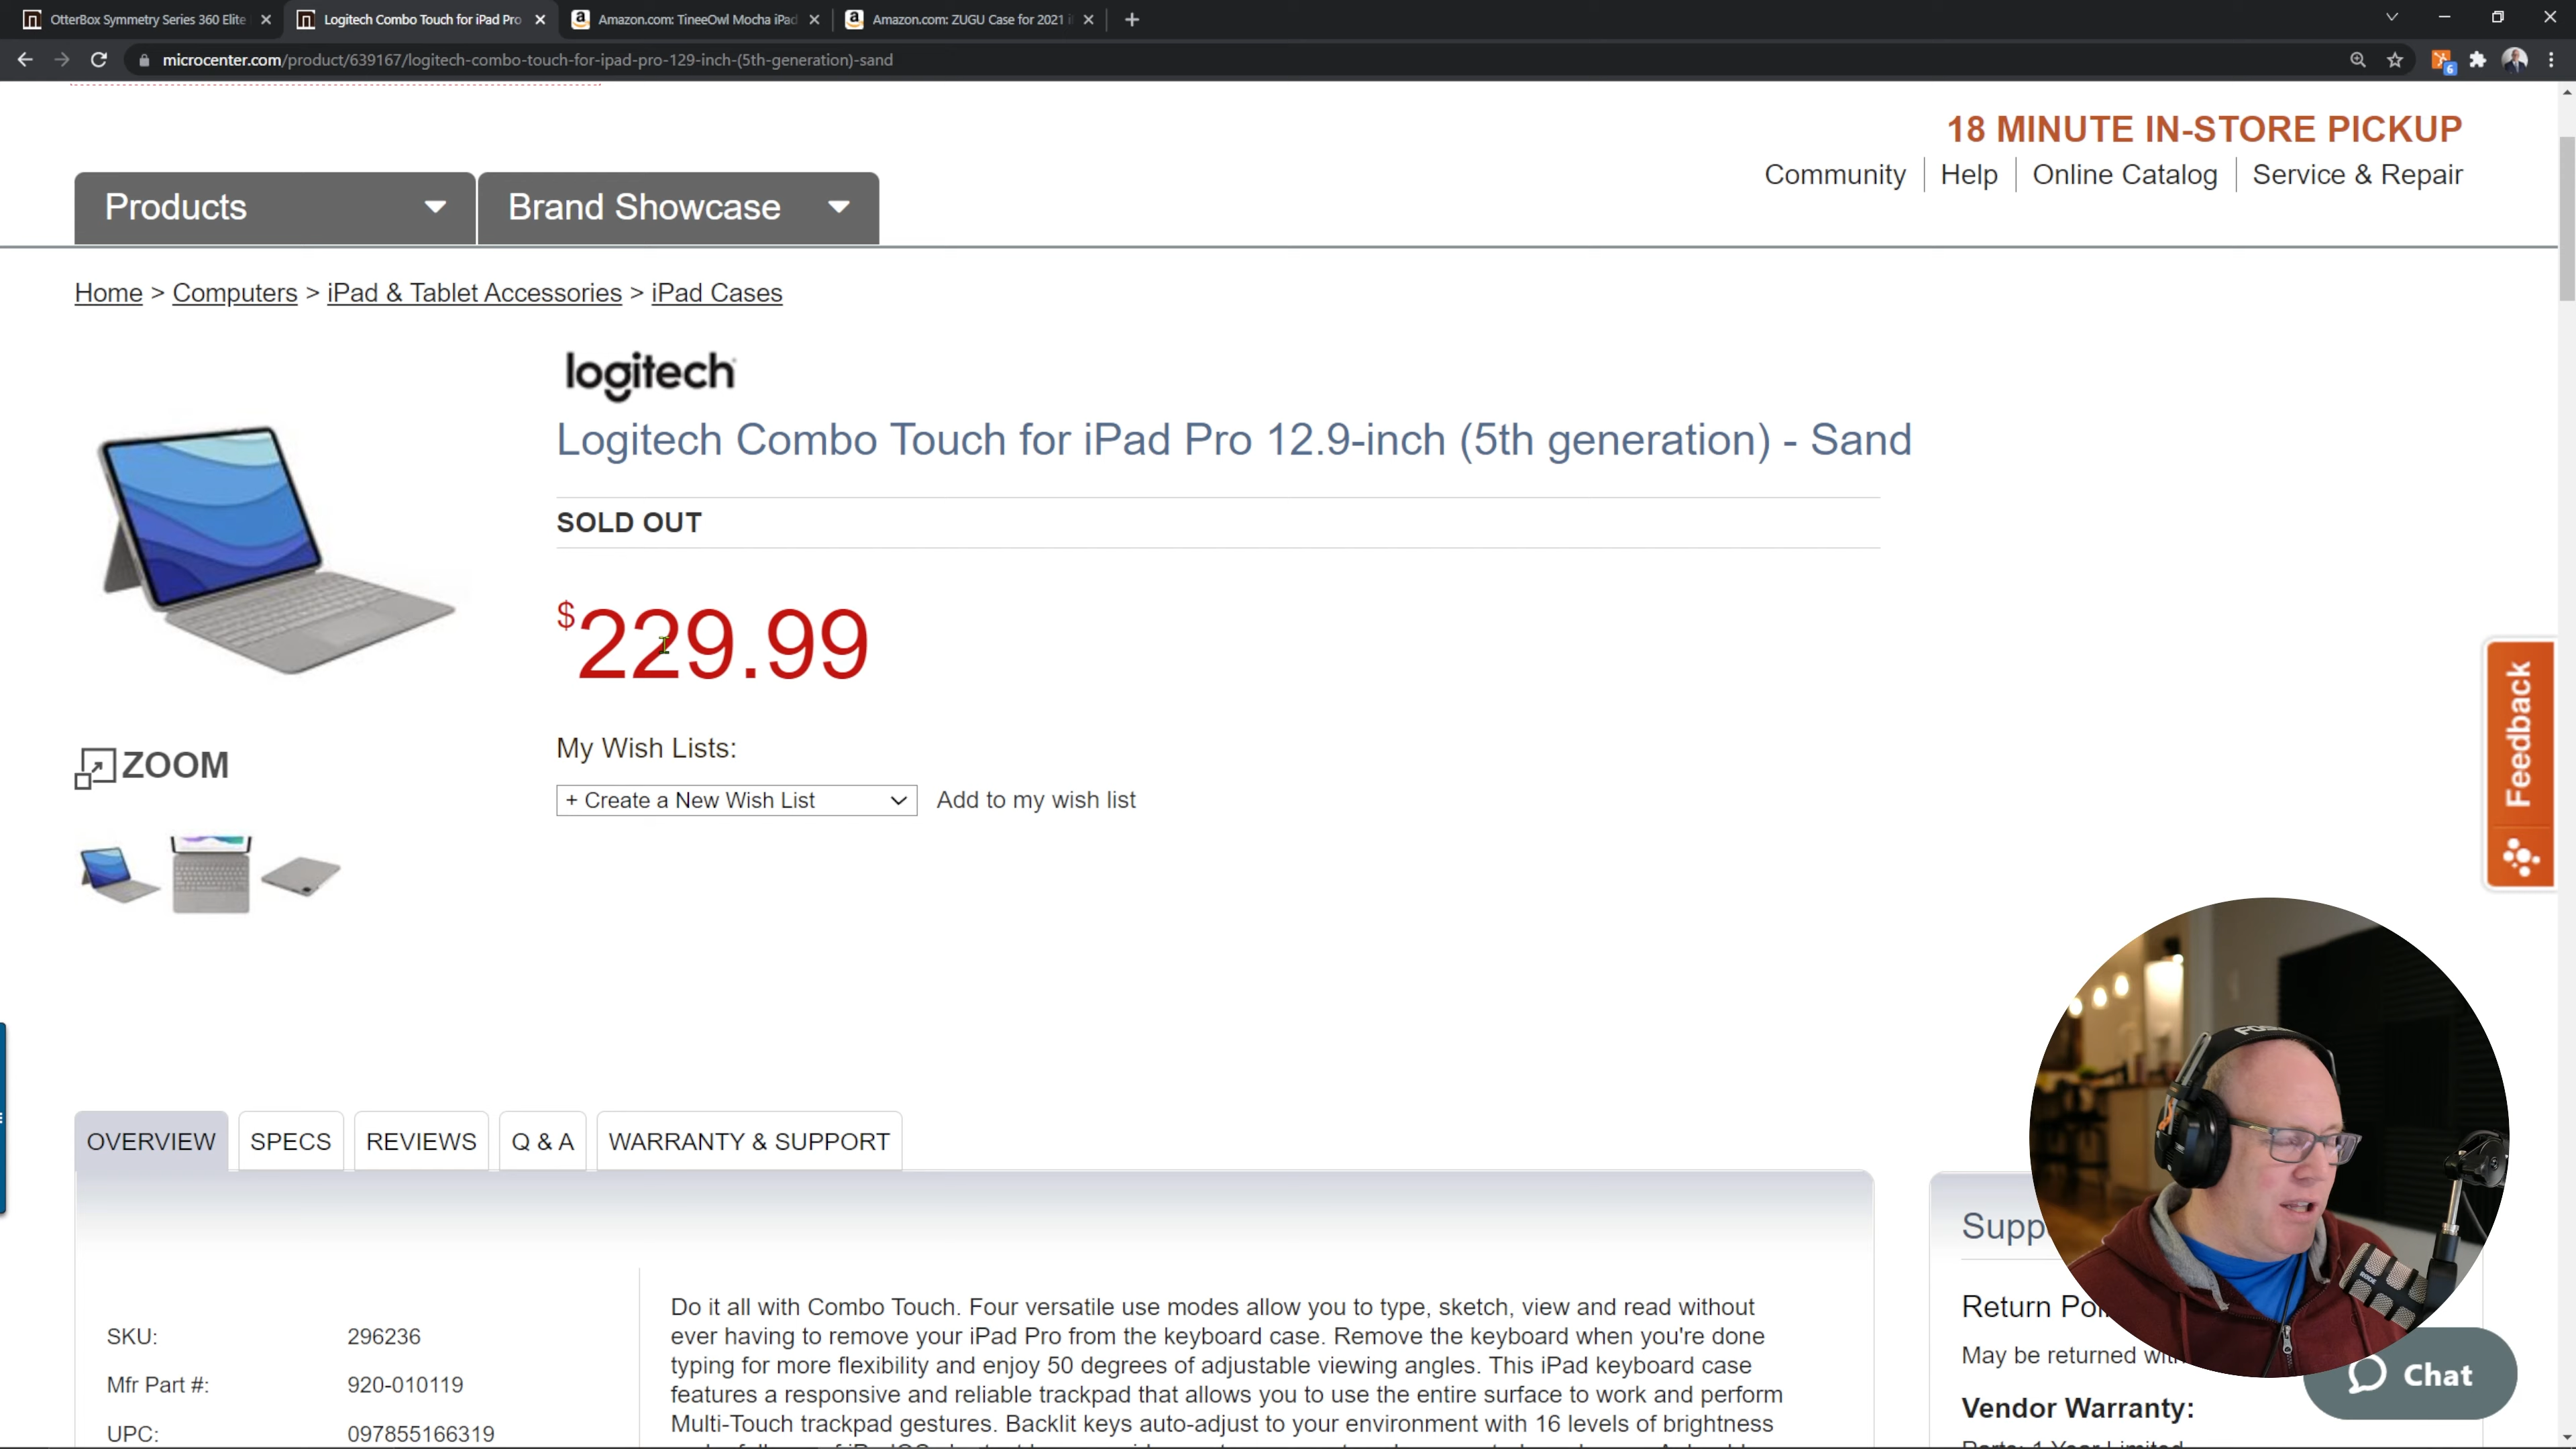 OtterBox Symmetry Series 360 Elite
Logitech Combo Touch for iPad Pro
Amazon.com: TineeOwl Mocha iPad
Amazon.com: ZUGU Case for 2021 i
microcenter.com/product/639167/logitech-combo-touch-for-ipad-pro-129-inch-(5th-generation)-sand
6
18 MINUTE IN-STORE PICKUP
Community Help Online Catalog Service & Repair
Products Brand Showcase
Home > Computers > iPad & Tablet Accessories > iPad Cases
logitech
Logitech Combo Touch for iPad Pro 12.9-inch (5th generation) - Sand
SOLD OUT
$229.99
ZOOM
My Wish Lists:
+ Create a New Wish List Add to my wish list
Feedback
OVERVIEW SPECS REVIEWS Q & A WARRANTY & SUPPORT
SKU: 296236
Mfr Part #: 920-010119
UPC: 097855166319
Do it all with Combo Touch. Four versatile use modes allow you to type, sketch, view and read without
ever having to remove your iPad Pro from the keyboard case. Remove the keyboard when you're done
typing for more flexibility and enjoy 50 degrees of adjustable viewing angles. This iPad keyboard case
features a responsive and reliable trackpad that allows you to use the entire surface to work and perform
Multi-Touch trackpad gestures. Backlit keys auto-adjust to your environment with 16 levels of brightness
Supp
Return Pol
May be returned wit
Vendor Warranty:
Chat
RODE